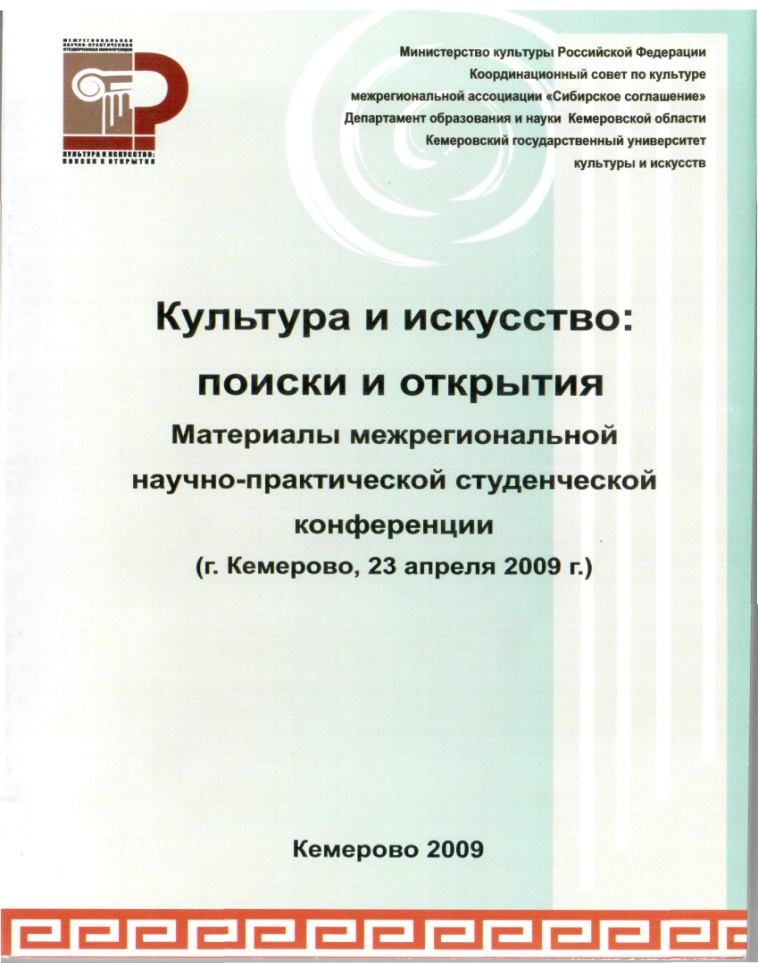 МЕЖРЕГИОНАЛЬНАЯ
НАУЧНО-ПРАКТИЧЕСКАЯ
СТУДЕНЧЕСКАЯ КОНФЕРЕНЦИЯ
КУЛЬТУРА И ИСКУССТВО:
ПОИСКИ И ОТКРЫТИЯ
Министерство культуры Российской Федерации
Координационный совет по культуре
межрегиональной ассоциации «Сибирское соглашение»
Департамент образования и науки Кемеровской области
Кемеровский государственный университет
культуры и искусств
Культура и искусство:
поиски и открытия
Материалы межрегиональной
научно-практической студенческой
конференции
(г. Кемерово, 23 апреля 2009 г.)
Кемерово 2009